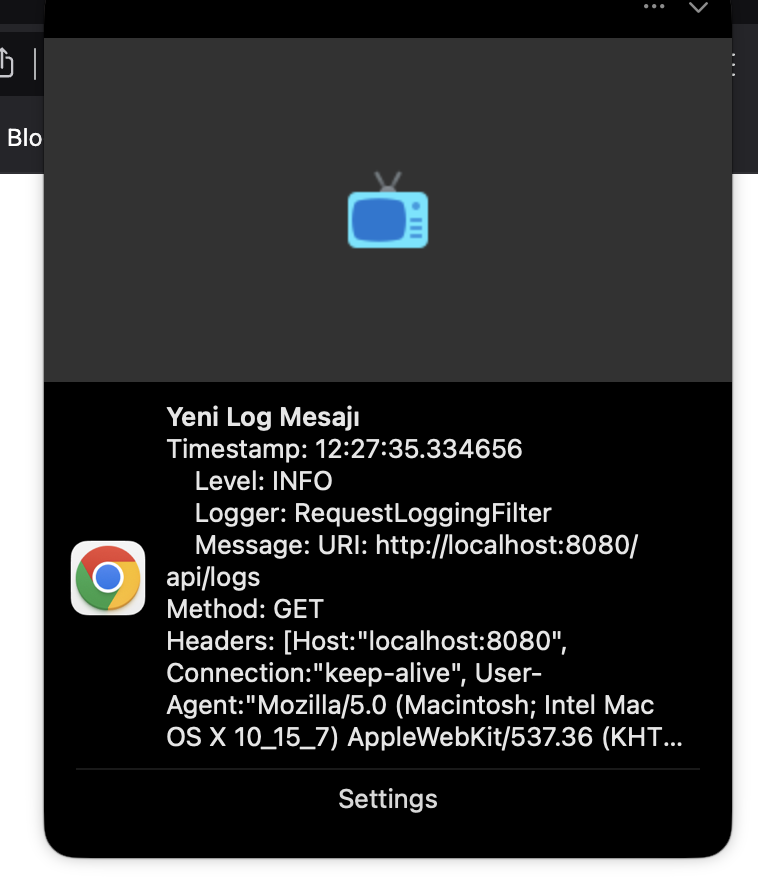 Blo
Yeni Log Mesajı
Timestamp: 12:27:35.334656
Level: INFO
Logger: RequestLoggingFilter
Message: URI: http://localhost:8080/
api/logs
Method: GET
Headers: [Host:"localhost:8080",
Connection:"keep-alive", User-
Agent:"Mozilla/5.0 (Macintosh; Intel Mac
OS X 10_15_7) AppleWebKit/537.36 (KHT...
Settings